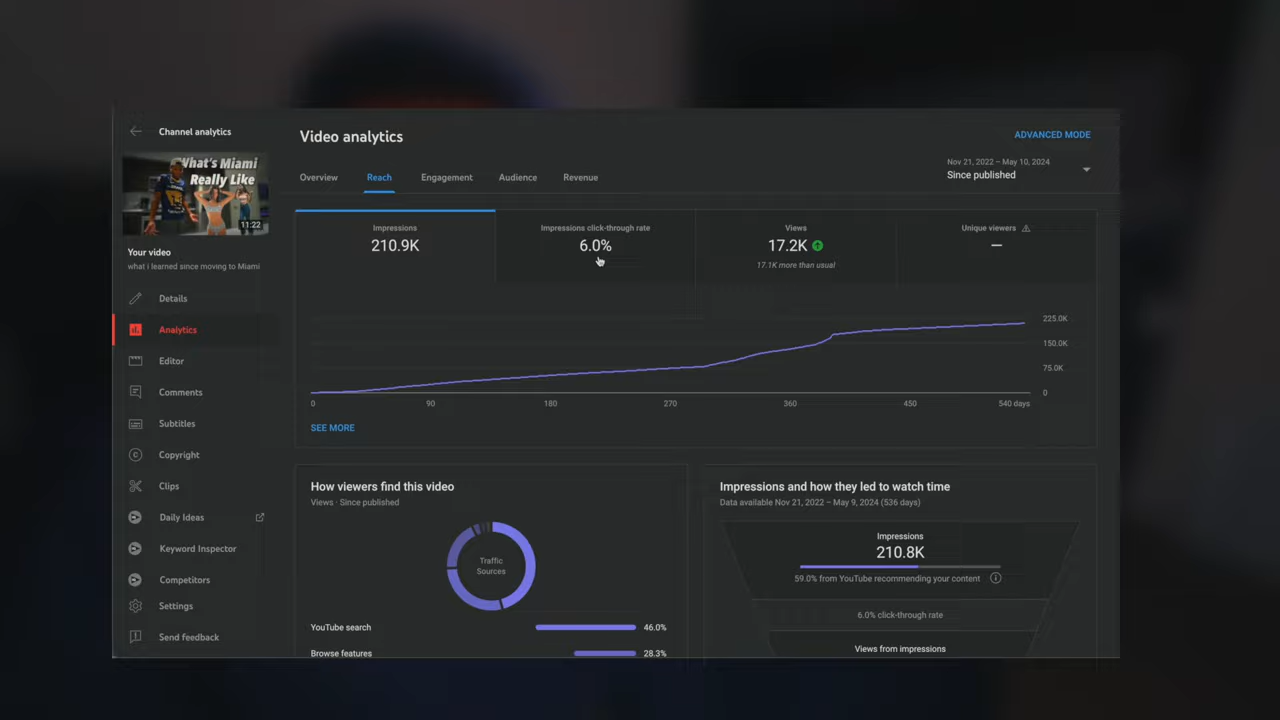 Channel analytics
What's Miami
Really Like
11:22
Your video
what i learned since moving to Miami
Details
Analytics
Editor
Comments
Subtitles
Copyright
Clips
Daily Ideas
Keyword Inspector
Competitors
Settings
Send feedback
Video analytics
ADVANCED MODE
Overview
Reach
Engagement
Audience
Revenue
Nov 21, 2022 – May 10, 2024
Since published
Impressions
210.9K
Impressions click-through rate
6.0%
Views
17.2K
17.1K more than usual
Unique viewers
—
225.0K
150.0K
75.0K
0
0 90 180 270 360 450 540 days
SEE MORE
How viewers find this video
Views · Since published
Traffic
Sources
YouTube search 46.0%
Browse features 28.3%
Impressions and how they led to watch time
Data available Nov 21, 2022 – May 9, 2024 (536 days)
Impressions
210.8K
59.0% from YouTube recommending your content
6.0% click-through rate
Views from impressions